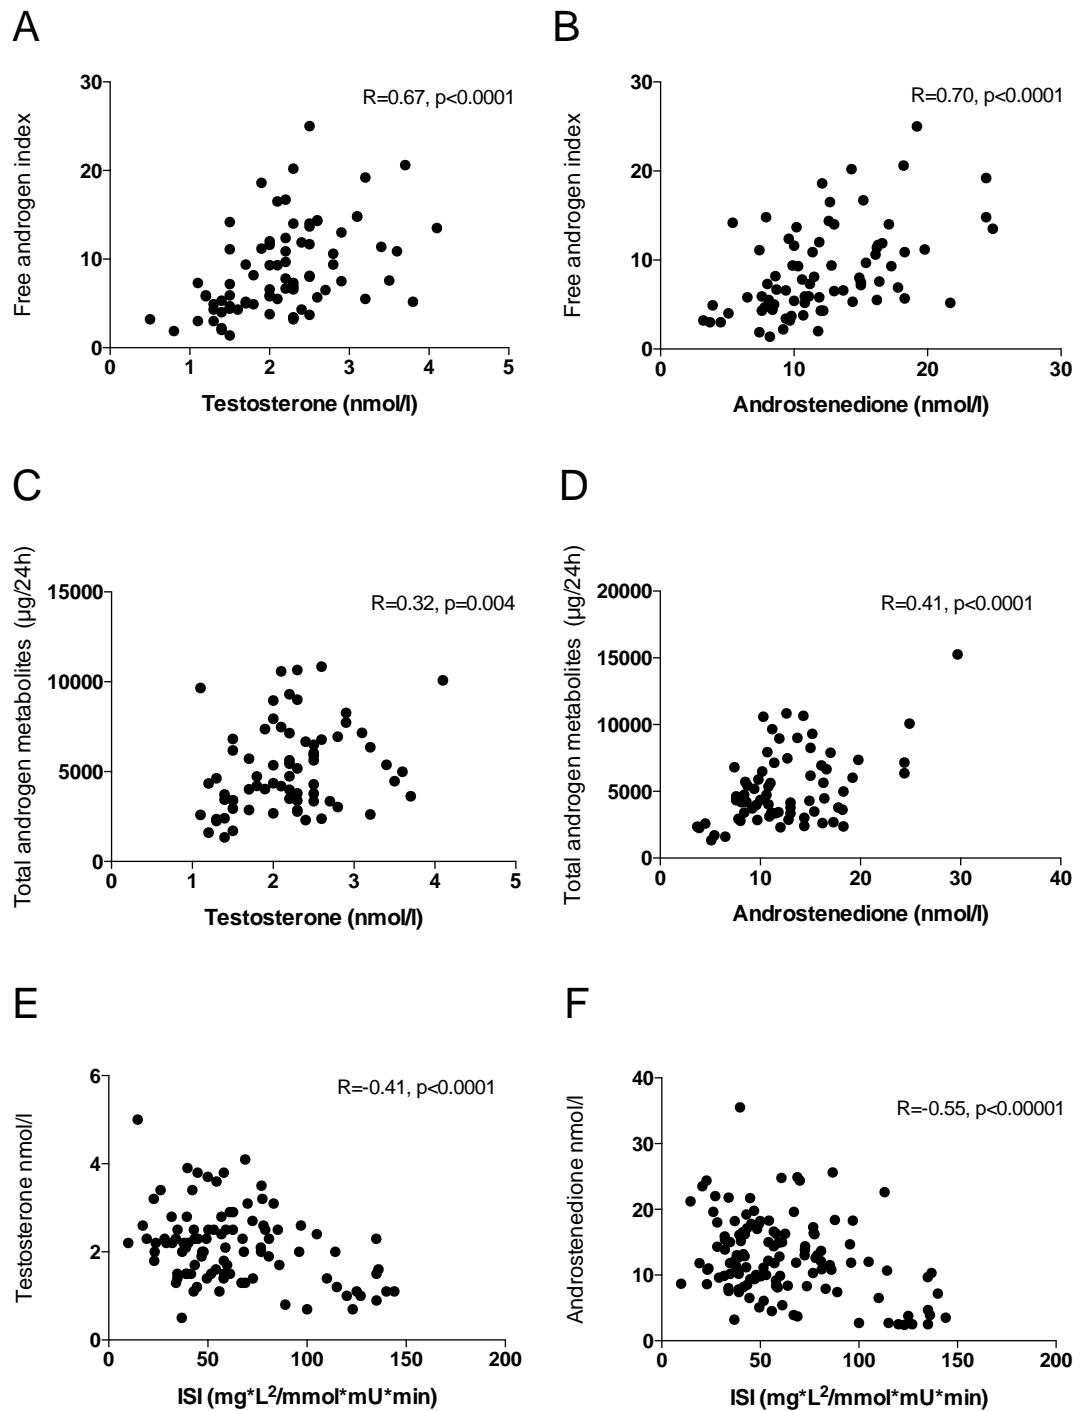 A
B
R=0.67, p<0.0001
Free androgen index
30
20
10
0
0 1 2 3 4 5
Testosterone (nmol/l)
R=0.70, p<0.0001
Free androgen index
30
20
10
0
0 10 20 30
Androstenedione (nmol/l)
C
D
R=0.32, p=0.004
Total androgen metabolites (µg/24h)
15000
10000
5000
0
0 1 2 3 4 5
Testosterone (nmol/l)
R=0.41, p<0.0001
Total androgen metabolites (µg/24h)
20000
15000
10000
5000
0
0 10 20 30 40
Androstenedione (nmol/l)
E
F
R=-0.41, p<0.0001
Testosterone nmol/l
6
4
2
0
0 50 100 150 200
ISI (mg*L²/mmol*mU*min)
R=-0.55, p<0.00001
Androstenedione nmol/l
40
30
20
10
0
0 50 100 150 200
ISI (mg*L²/mmol*mU*min)